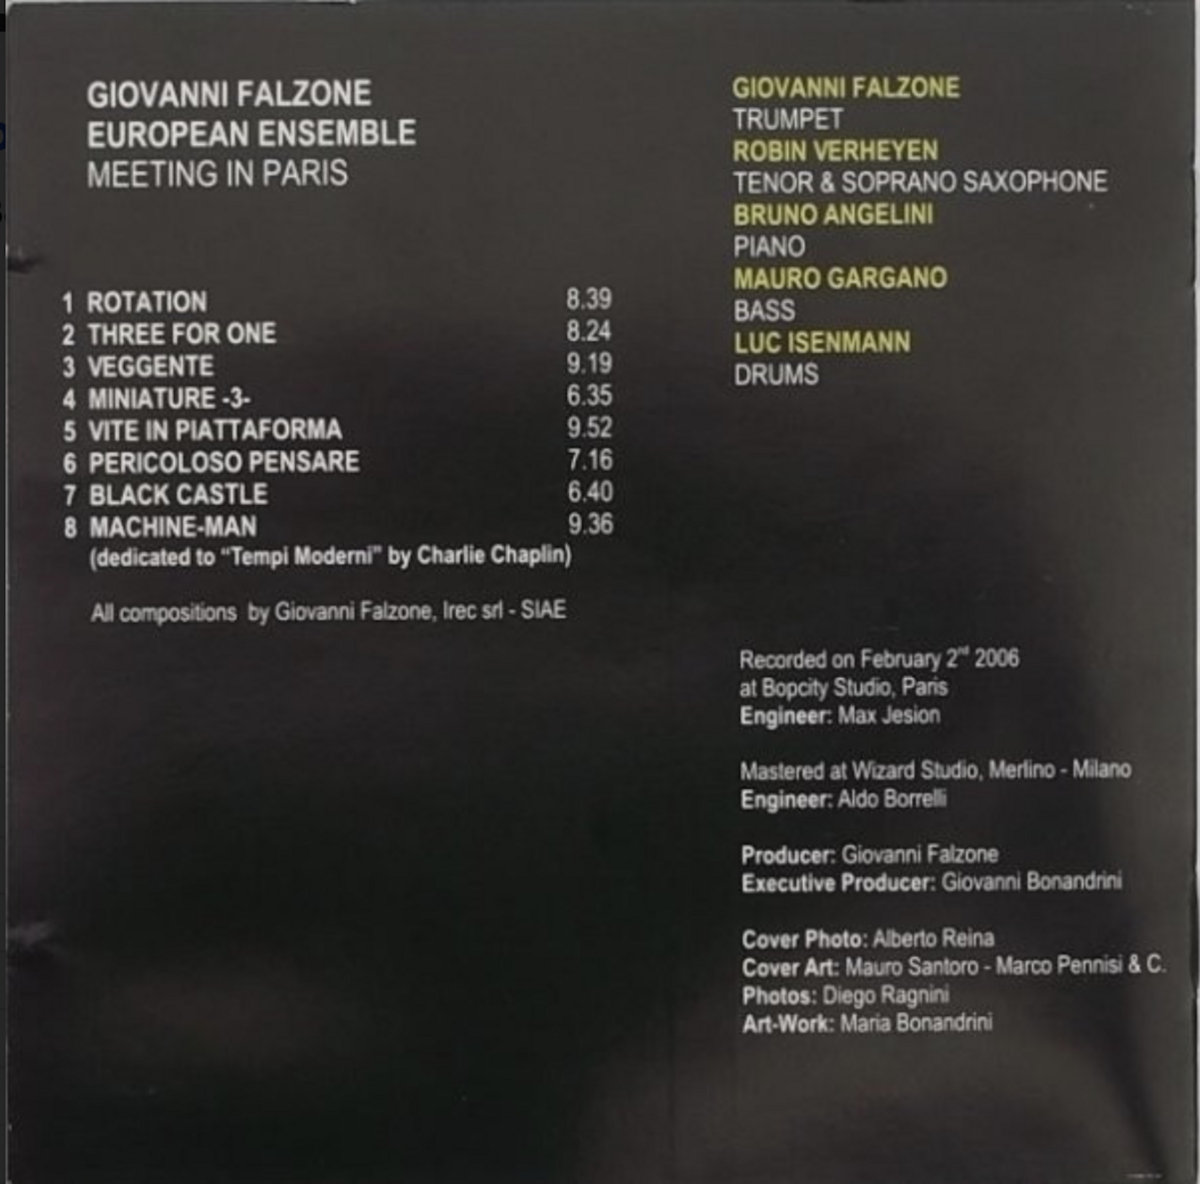 GIOVANNI FALZONE
EUROPEAN ENSEMBLE
MEETING IN PARIS
1 ROTATION 8.39
2 THREE FOR ONE 8.24
3 VEGGENTE 9.19
4 MINIATURE -3- 6.35
5 VITE IN PIATTAFORMA 9.52
6 PERICOLOSO PENSARE 7.16
7 BLACK CASTLE 6.40
8 MACHINE-MAN 9.36
(dedicated to "Tempi Moderni" by Charlie Chaplin)
All compositions by Giovanni Falzone, Irec srl - SIAE
GIOVANNI FALZONE
TRUMPET
ROBIN VERHEYEN
TENOR & SOPRANO SAXOPHONE
BRUNO ANGELINI
PIANO
MAURO GARGANO
BASS
LUC ISENMANN
DRUMS
Recorded on February 2nd 2006
at Bopcity Studio, Paris
Engineer: Max Jesion
Mastered at Wizard Studio, Merlino - Milano
Engineer: Aldo Borrelli
Producer: Giovanni Falzone
Executive Producer: Giovanni Bonandrini
Cover Photo: Alberto Reina
Cover Art: Mauro Santoro - Marco Pennisi & C.
Photos: Diego Ragnini
Art-Work: Maria Bonandrini